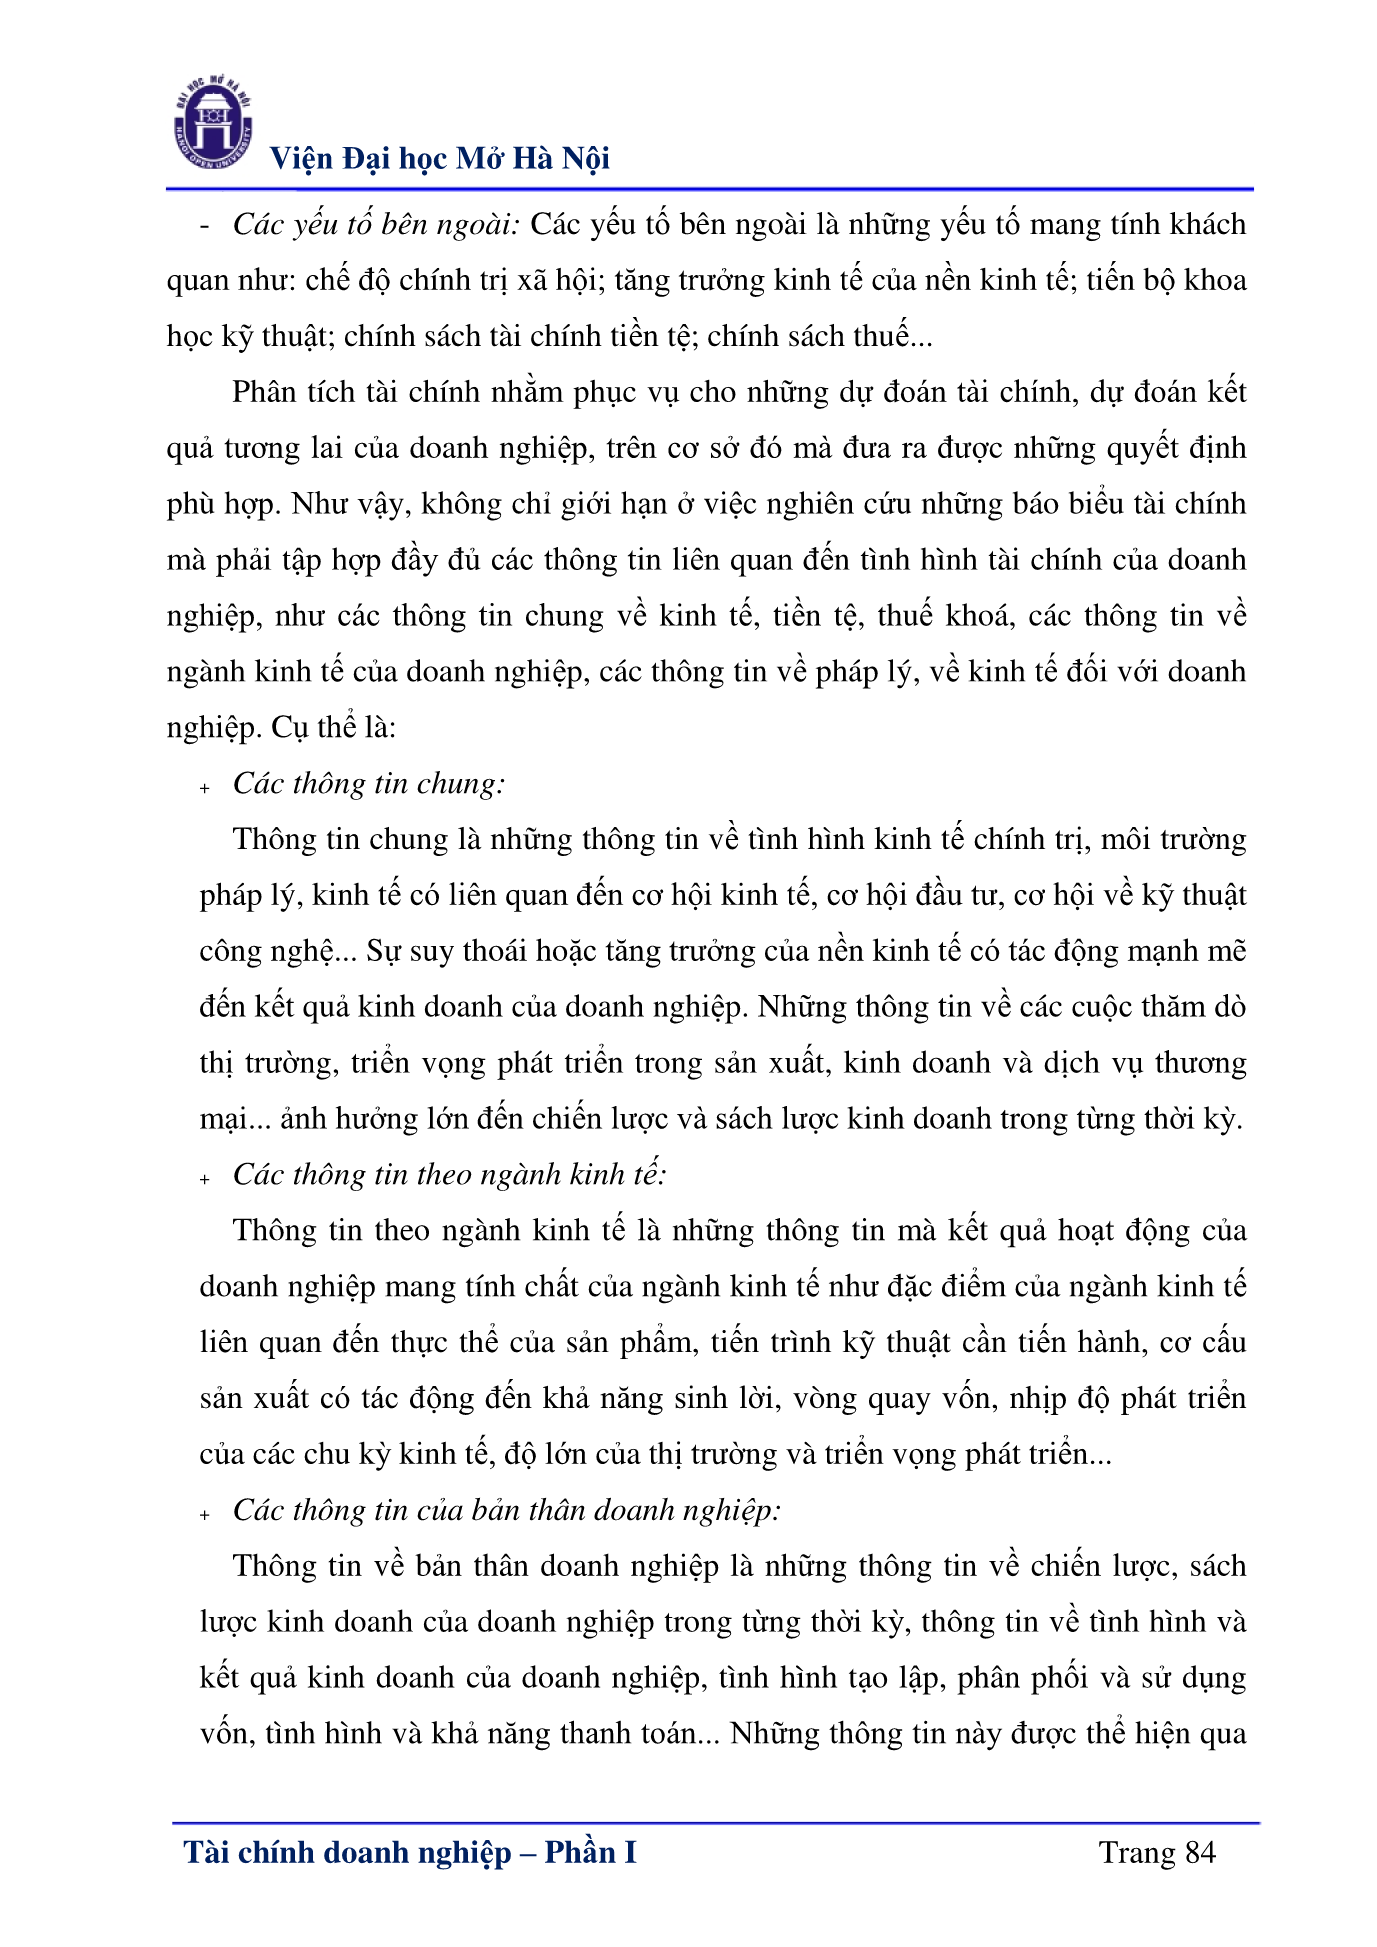 ĐẠI HỌC MỞ HÀ NỘI
HANOI OPEN UNIVERSITY
Viện Đại học Mở Hà Nội
- Các yếu tố bên ngoài: Các yếu tố bên ngoài là những yếu tố mang tính khách
quan như: chế độ chính trị xã hội; tăng trưởng kinh tế của nền kinh tế; tiến bộ khoa
học kỹ thuật; chính sách tài chính tiền tệ; chính sách thuế...
Phân tích tài chính nhằm phục vụ cho những dự đoán tài chính, dự đoán kết
quả tương lai của doanh nghiệp, trên cơ sở đó mà đưa ra được những quyết định
phù hợp. Như vậy, không chỉ giới hạn ở việc nghiên cứu những báo biểu tài chính
mà phải tập hợp đầy đủ các thông tin liên quan đến tình hình tài chính của doanh
nghiệp, như các thông tin chung về kinh tế, tiền tệ, thuế khoá, các thông tin về
ngành kinh tế của doanh nghiệp, các thông tin về pháp lý, về kinh tế đối với doanh
nghiệp. Cụ thể là:
+ Các thông tin chung:
Thông tin chung là những thông tin về tình hình kinh tế chính trị, môi trường
pháp lý, kinh tế có liên quan đến cơ hội kinh tế, cơ hội đầu tư, cơ hội về kỹ thuật
công nghệ... Sự suy thoái hoặc tăng trưởng của nền kinh tế có tác động mạnh mẽ
đến kết quả kinh doanh của doanh nghiệp. Những thông tin về các cuộc thăm dò
thị trường, triển vọng phát triển trong sản xuất, kinh doanh và dịch vụ thương
mại... ảnh hưởng lớn đến chiến lược và sách lược kinh doanh trong từng thời kỳ.
+ Các thông tin theo ngành kinh tế:
Thông tin theo ngành kinh tế là những thông tin mà kết quả hoạt động của
doanh nghiệp mang tính chất của ngành kinh tế như đặc điểm của ngành kinh tế
liên quan đến thực thể của sản phẩm, tiến trình kỹ thuật cần tiến hành, cơ cấu
sản xuất có tác động đến khả năng sinh lời, vòng quay vốn, nhịp độ phát triển
của các chu kỳ kinh tế, độ lớn của thị trường và triển vọng phát triển...
+ Các thông tin của bản thân doanh nghiệp:
Thông tin về bản thân doanh nghiệp là những thông tin về chiến lược, sách
lược kinh doanh của doanh nghiệp trong từng thời kỳ, thông tin về tình hình và
kết quả kinh doanh của doanh nghiệp, tình hình tạo lập, phân phối và sử dụng
vốn, tình hình và khả năng thanh toán... Những thông tin này được thể hiện qua
Tài chính doanh nghiệp – Phần I Trang 84